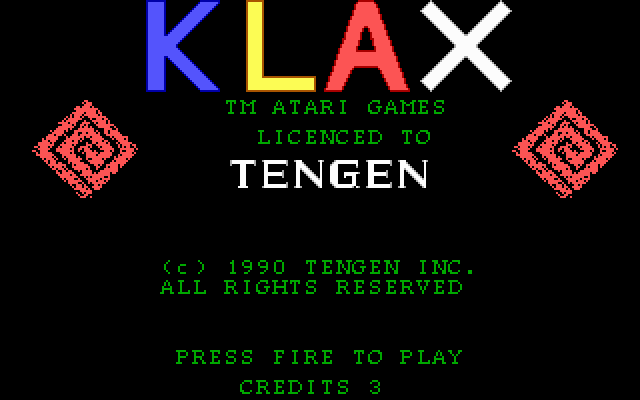 KLAX
TM ATARI GAMES
LICENCED TO
TENGEN
(c) 1990 TENGEN INC.
ALL RIGHTS RESERVED
PRESS FIRE TO PLAY
CREDITS 3